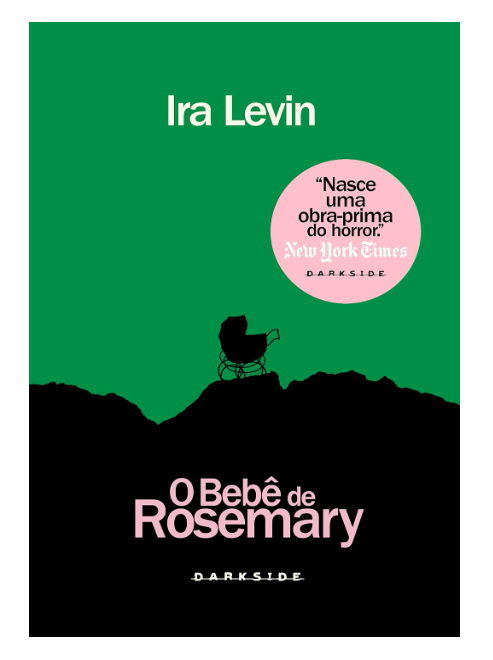 Ira Levin
“Nasce
uma
obra-prima
do horror.”
New York Times
DARKSIDE
O Bebê de
Rosemary
DARKSIDE